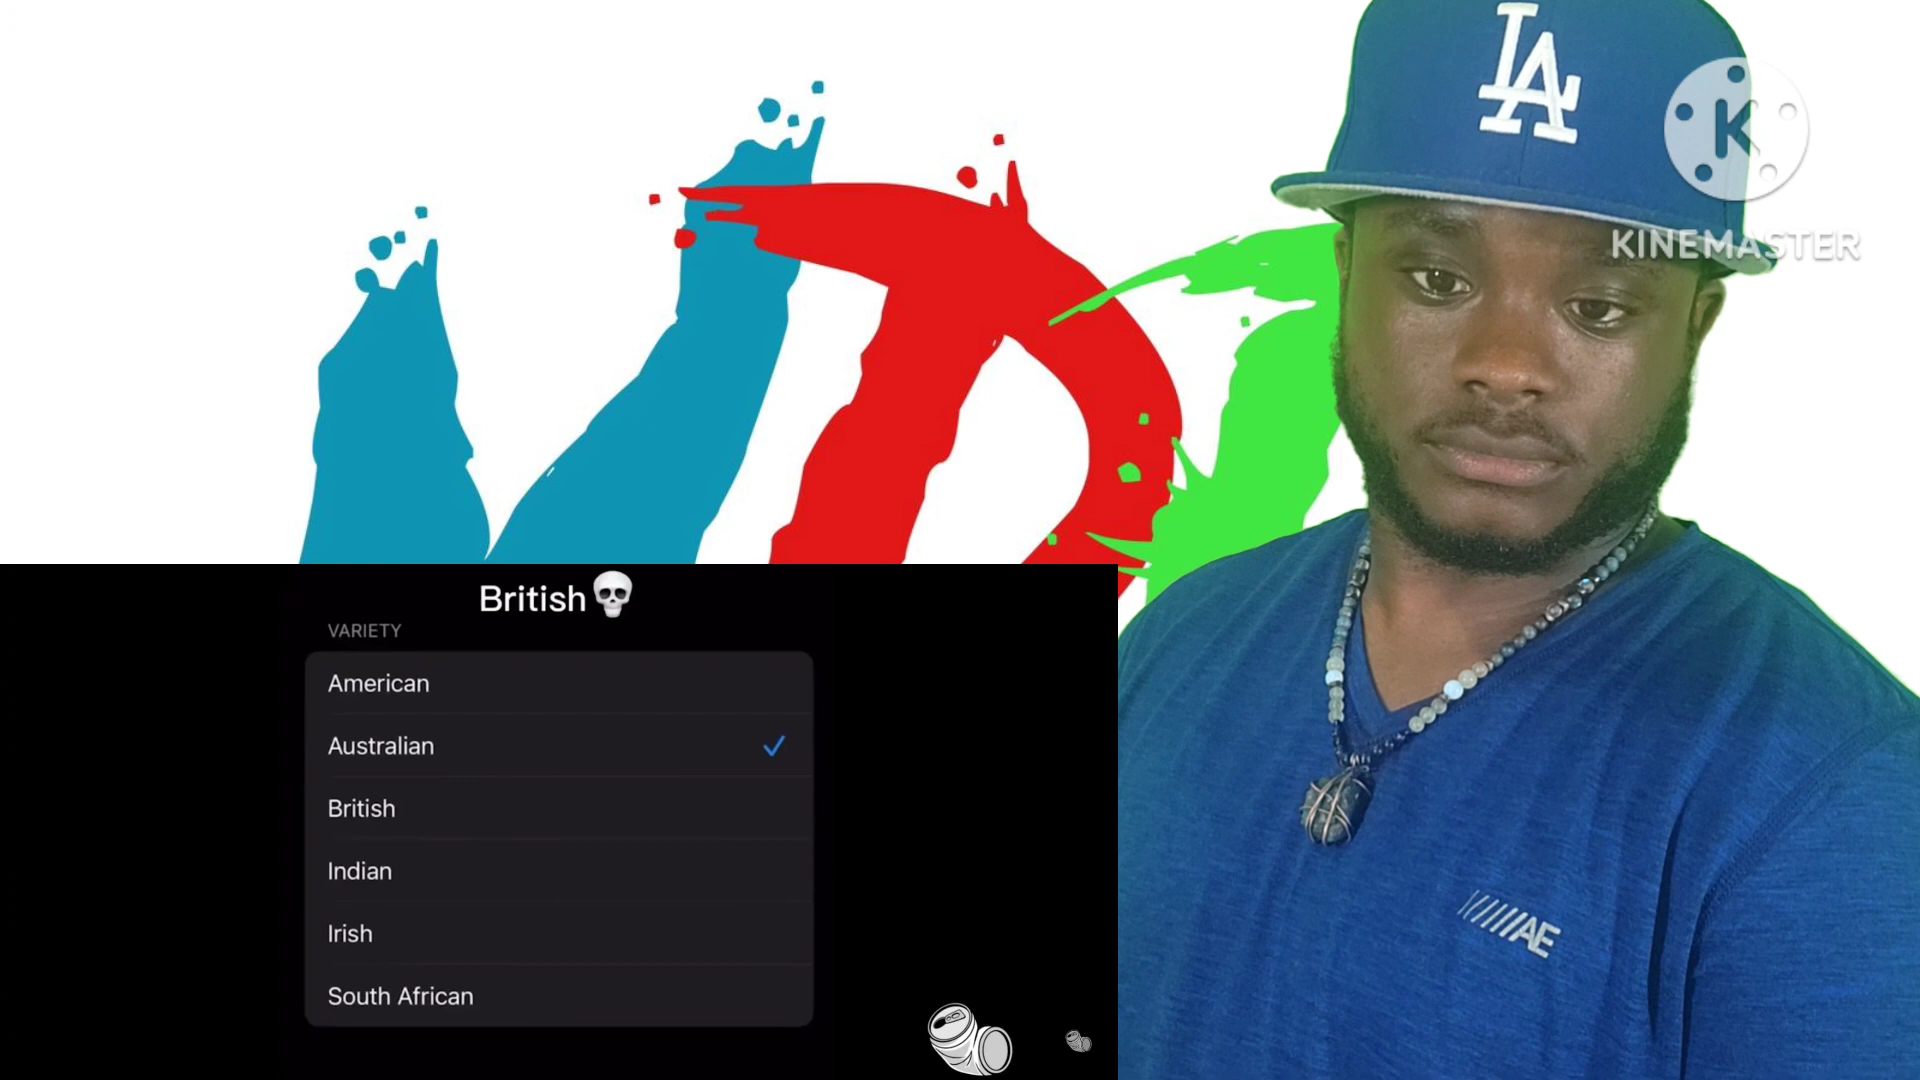 LA
K
KINEMASTER
British💀
VARIETY
American
Australian
British
Indian
Irish
South African
AE